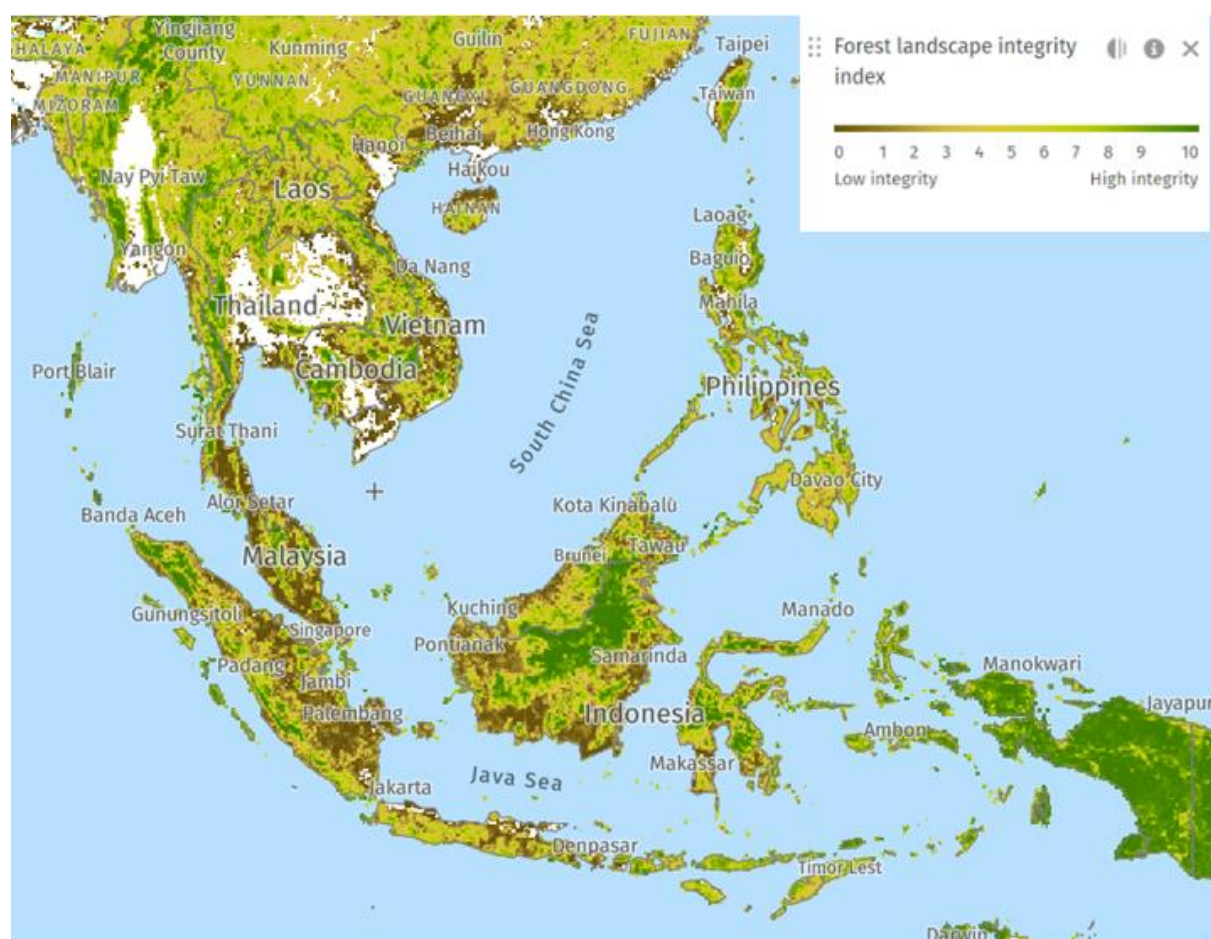 Yingjiang
County
Kunming
Guilin
FUJIAN
Taipei
HALAYA
MANIPUR
YUNNAN
MIZORAM
GUANGXI
GUANGDONG
Taiwan
Hanoi
Beihai
Hong Kong
Haikou
Nay Pyi Taw
Laos
HAINAN
Laoag
Yangon
Da Nang
Baguio
Thailand
Vietnam
Port Blair
Cambodia
South China Sea
Philippines
Surat Thani
Alor Setar
Davao City
Banda Aceh
Kota Kinabalu
Malaysia
Brunei
Tawau
Gunungsitoli
Kuching
Manado
Singapore
Pontianak
Padang
Samarinda
Manokwari
Jambi
Palembang
Indonesia
Jayapur
Ambon
Makassar
Jakarta
Java Sea
Denpasar
Timor Lest
Darwin
Forest landscape integrity
index
0 1 2 3 4 5 6 7 8 9 10
Low integrity High integrity